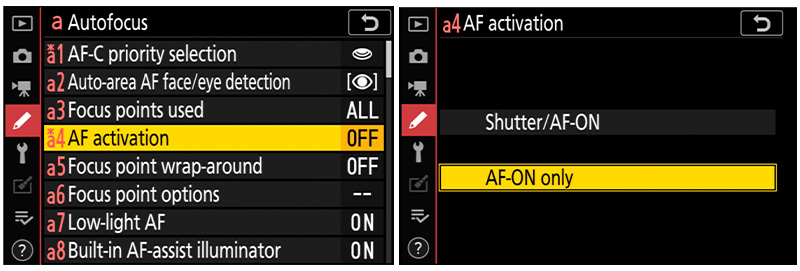 a Autofocus
*a1 AF-C priority selection
a2 Auto-area AF face/eye detection
a3 Focus points used ALL
*a4 AF activation OFF
a5 Focus point wrap-around OFF
a6 Focus point options --
a7 Low-light AF ON
a8 Built-in AF-assist illuminator ON
a4 AF activation
Shutter/AF-ON
AF-ON only